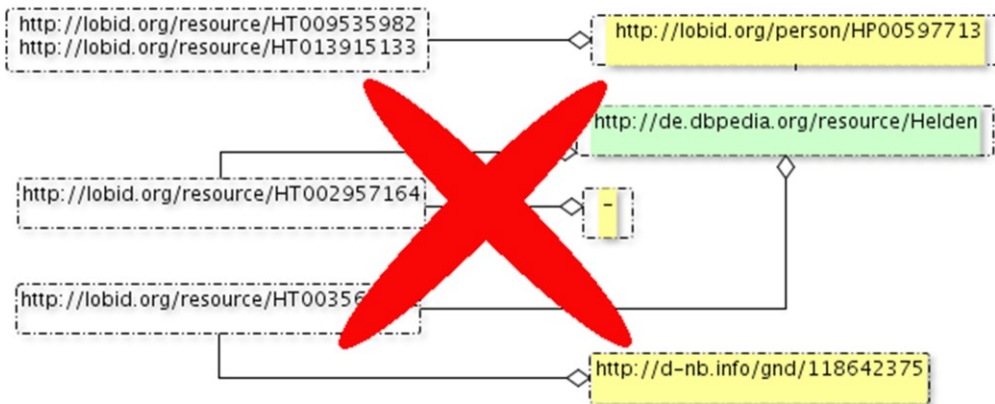 http://lobid.org/resource/HT009535982
http://lobid.org/resource/HT013915133
http://lobid.org/person/HP00597713
http://de.dbpedia.org/resource/Helden
http://lobid.org/resource/HT002957164
-
http://d-nb.info/gnd/118642375